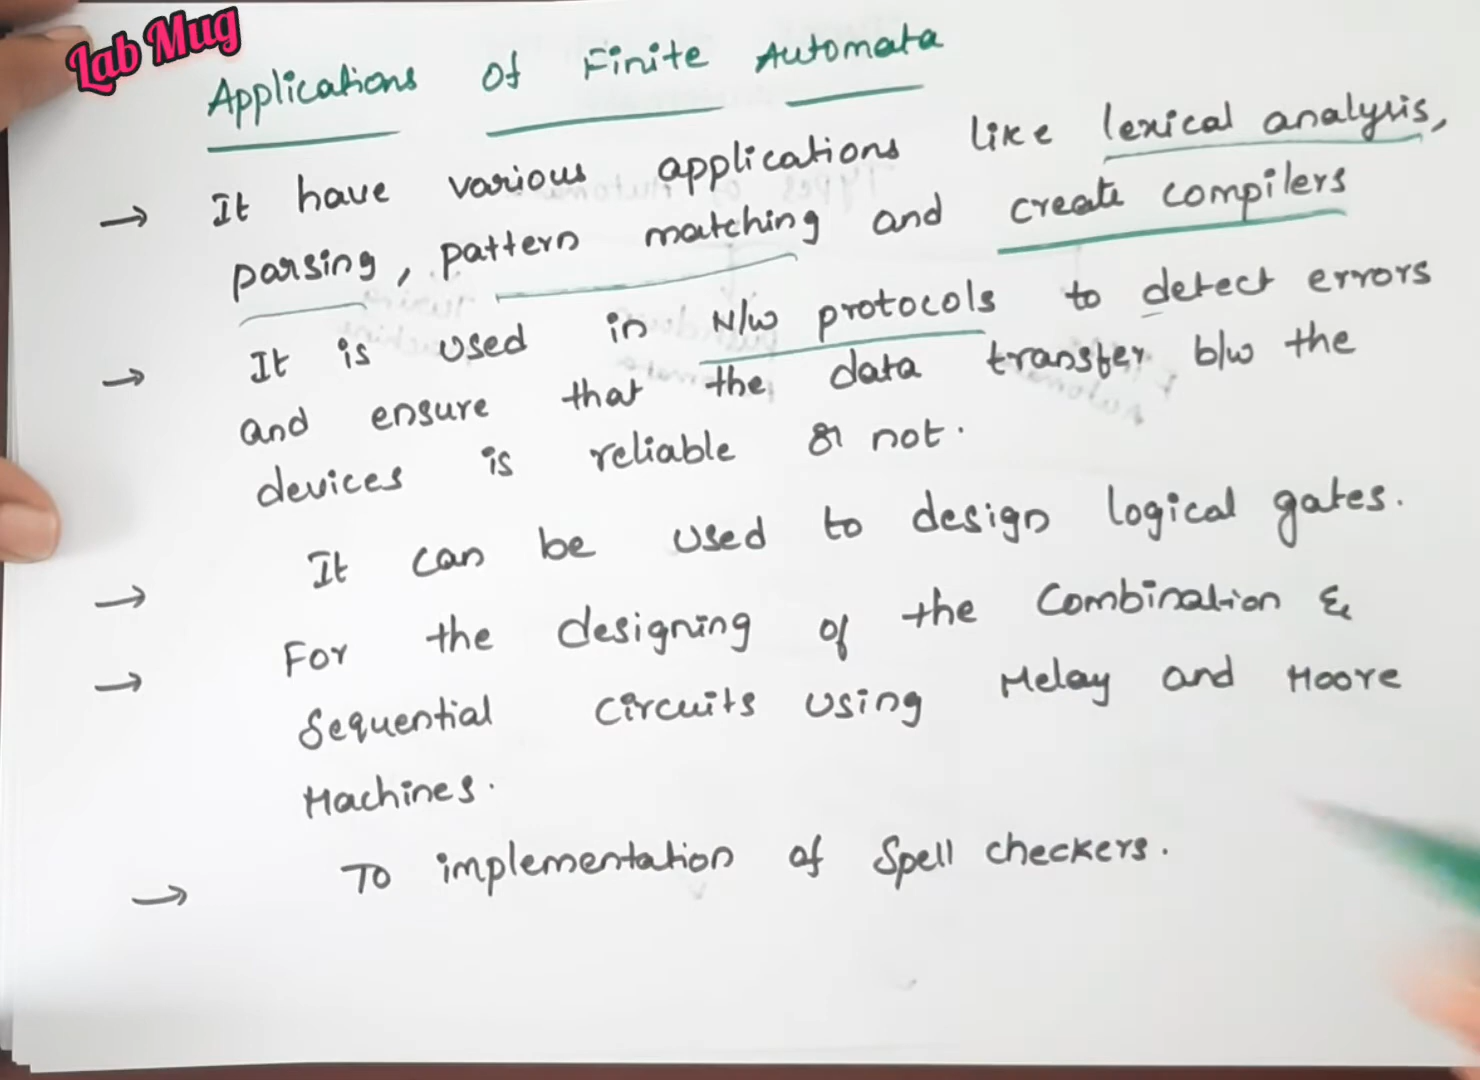 Lab Mug
Applications Of Finite Automata
→ It have various applications like lexical analysis,
parsing, pattern matching and create compilers
→ It is used in N/w protocols to detect errors
and ensure that the data transfer b/w the
devices is reliable or not.
→ It can be used to design logical gates.
→ For the designing of the Combination &
Sequential Circuits using Melay and Moore
Machines.
→ To implementation of Spell checkers.